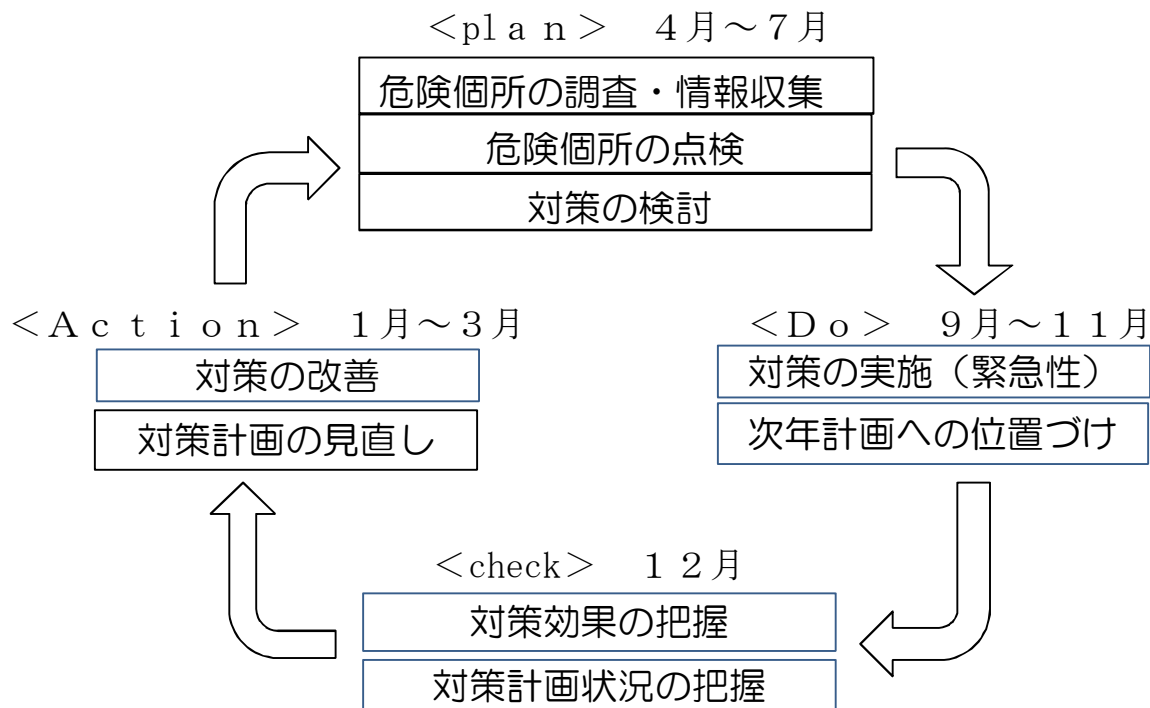 ＜plan＞　４月～７月
危険個所の調査・情報収集
危険個所の点検
対策の検討
＜Action＞　１月～３月
対策の改善
対策計画の見直し
＜Do＞　９月～１１月
対策の実施（緊急性）
次年計画への位置づけ
＜check＞　１２月
対策効果の把握
対策計画状況の把握